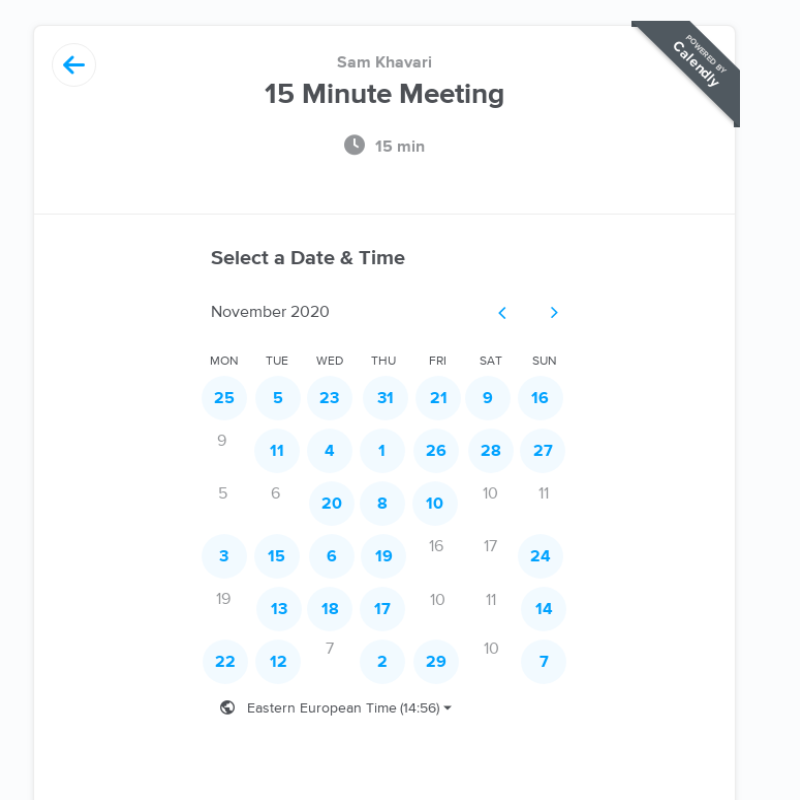 Sam Khavari
15 Minute Meeting
15 min
POWERED BY
Calendly
Select a Date & Time
November 2020
MON TUE WED THU FRI SAT SUN
25 5 23 31 21 9 16
9 11 4 1 26 28 27
5 6 20 8 10 10 11
3 15 6 19 16 17 24
19 13 18 17 10 11 14
22 12 7 2 29 10 7
Eastern European Time (14:56)